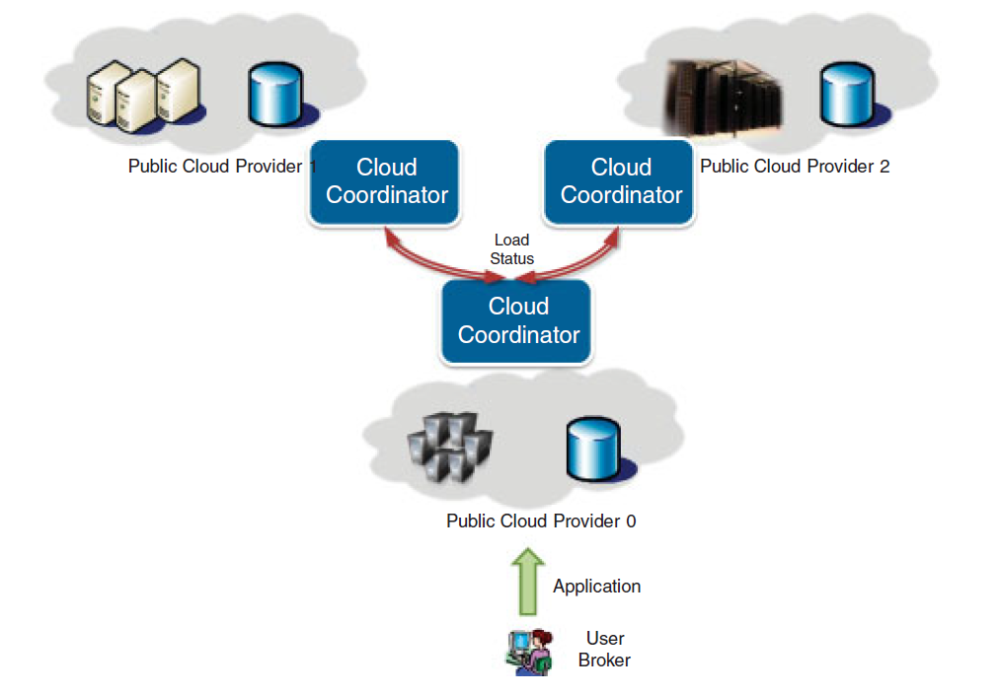 Public Cloud Provider 1
Cloud
Coordinator
Cloud
Coordinator
Public Cloud Provider 2
Load
Status
Cloud
Coordinator
Public Cloud Provider 0
Application
User
Broker